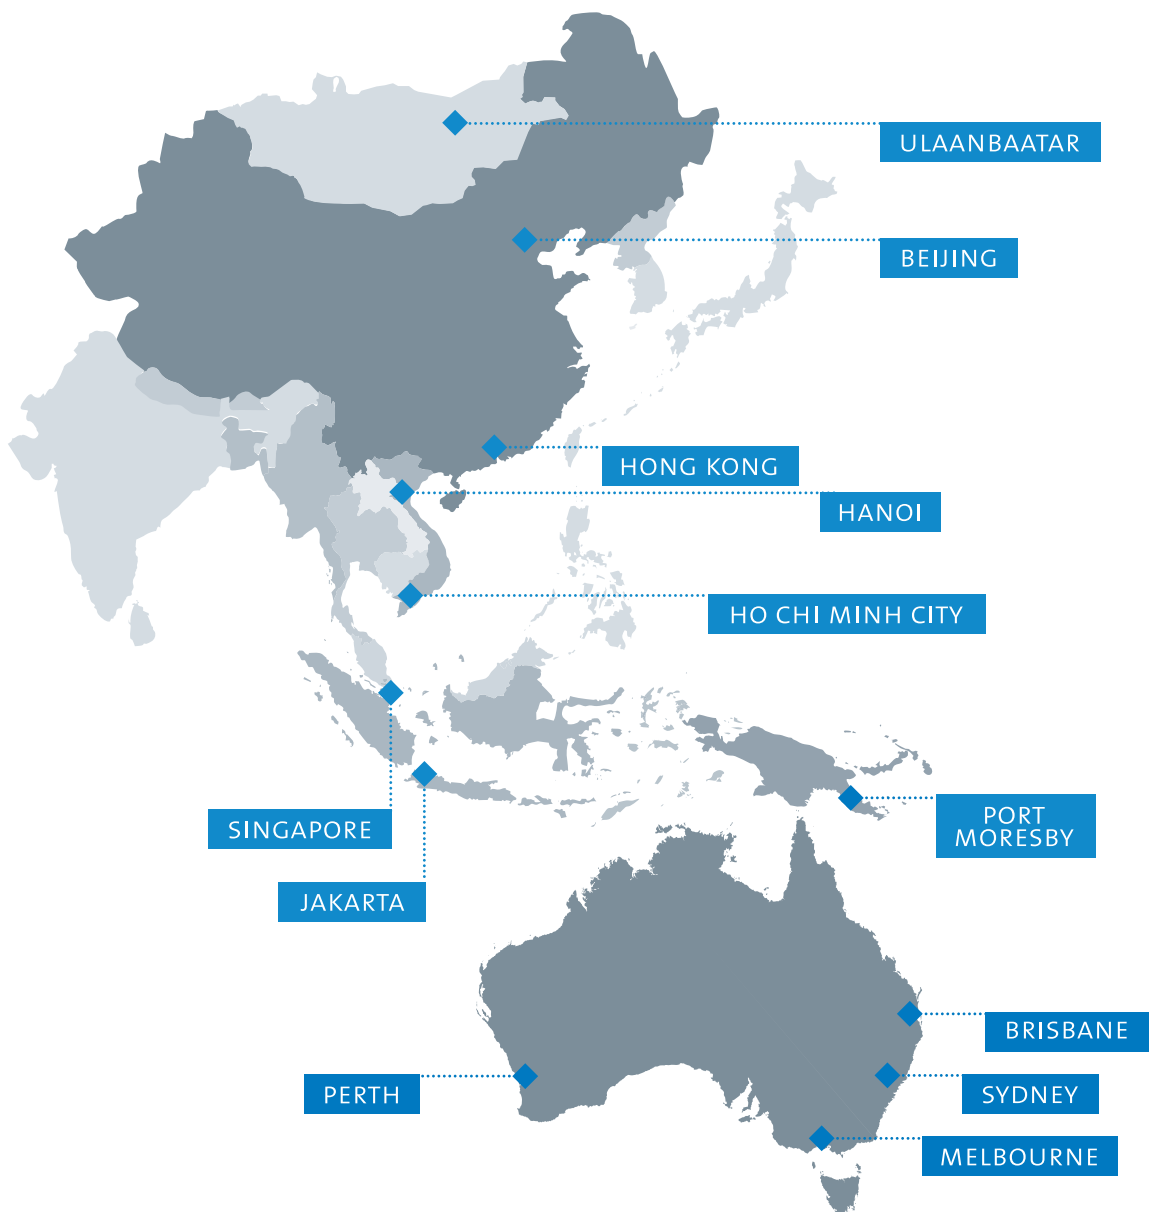 ULAANBAATAR
BEIJING
HONG KONG
HANOI
HO CHI MINH CITY
SINGAPORE
PORT
MORESBY
JAKARTA
BRISBANE
PERTH
SYDNEY
MELBOURNE